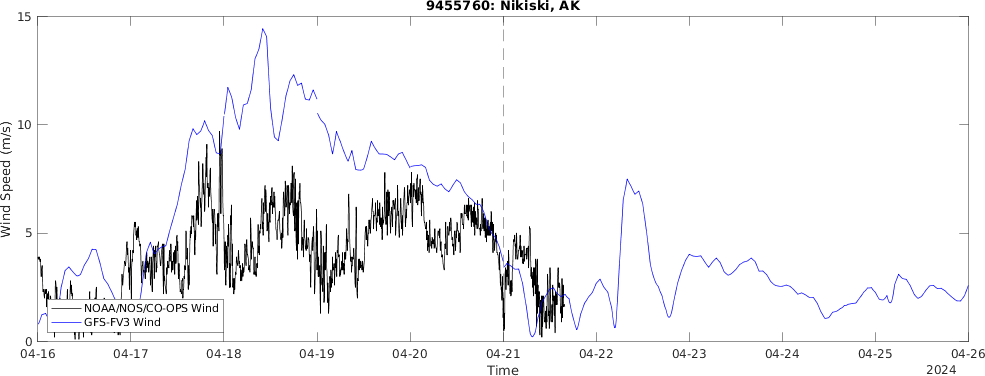 9455760: Nikiski, AK
Wind Speed (m/s)
15
10
5
0
NOAA/NOS/CO-OPS Wind
GFS-FV3 Wind
04-16 04-17 04-18 04-19 04-20 04-21 04-22 04-23 04-24 04-25 04-26
Time
2024